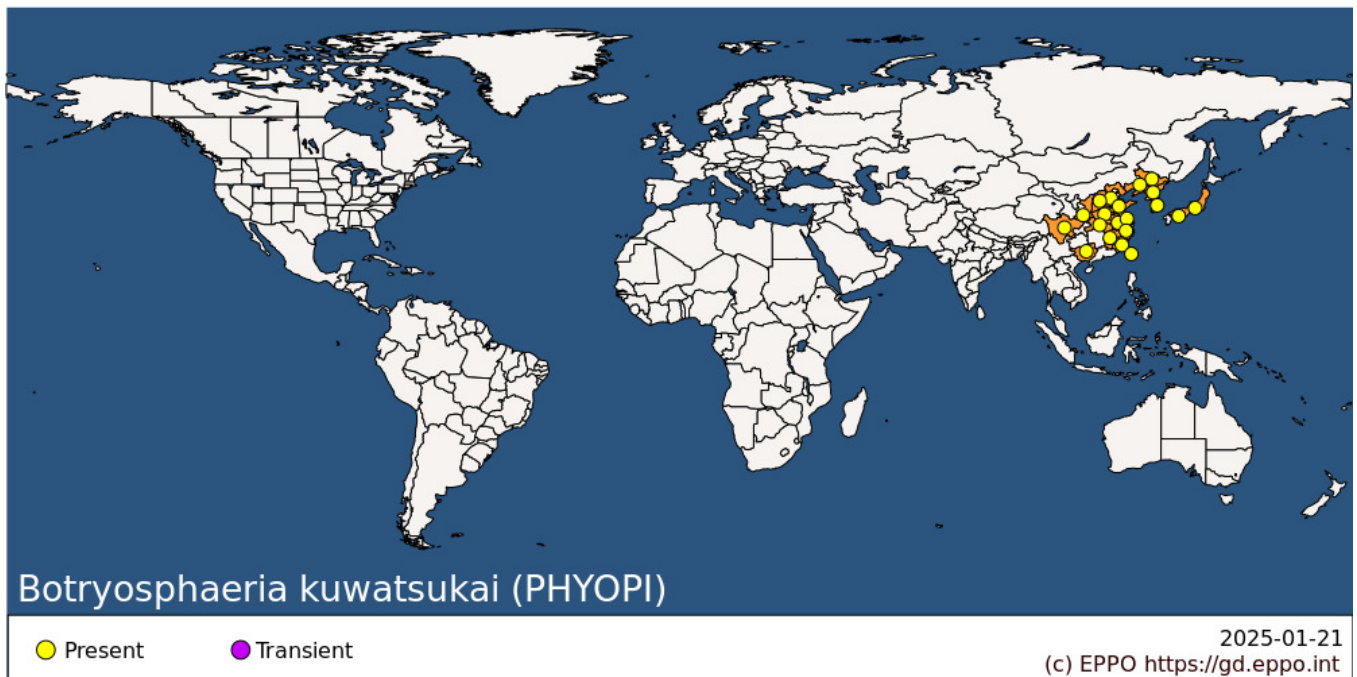 Botryosphaeria kuwatsukai (PHYOPI)
Present
Transient
2025-01-21
(c) EPPO https://gd.eppo.int